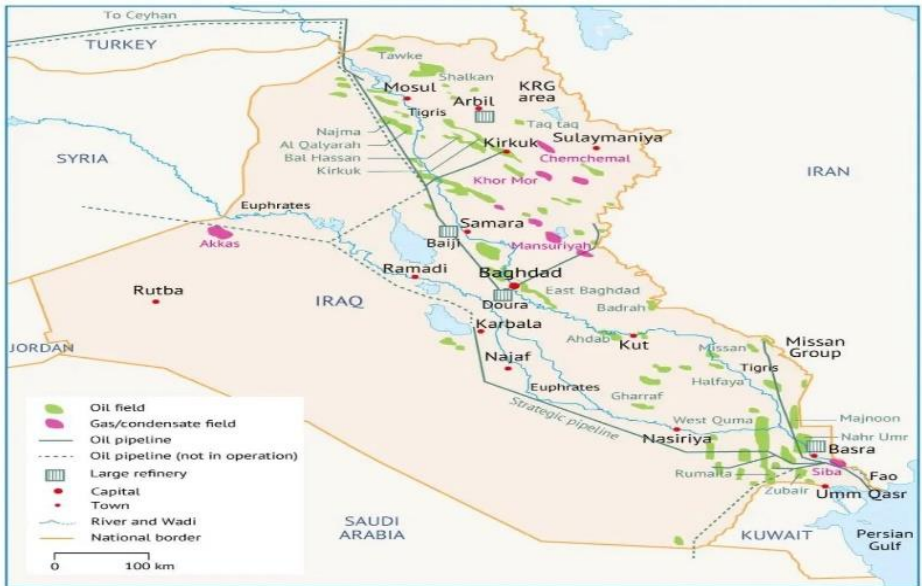 To Ceyhan
TURKEY
Tawke
Shalkan
Mosul
Arbil
KRG
area
Tigris
Taq taq
Najma
Al Qalyarah
Bal Hassan
Kirkuk
Kirkuk
Sulaymaniya
Chemchemal
SYRIA
Khor Mor
IRAN
Euphrates
Samara
Akkas
Baiji
Mansuriyah
Ramadi
Baghdad
Rutba
IRAQ
Doura
East Baghdad
Badrah
Karbala
JORDAN
Ahdab
Kut
Missan
Missan
Group
Najaf
Tigris
Euphrates
Halfaya
Gharraf
Strategic pipeline
West Quma
Majnoon
Nasiriya
Nahr Umr
Basra
Rumaila
Siba
Fao
Zubair
Umm Qasr
SAUDI
ARABIA
KUWAIT
Persian
Gulf
Oil field
Gas/condensate field
Oil pipeline
Oil pipeline (not in operation)
Large refinery
Capital
Town
River and Wadi
National border
0 100 km